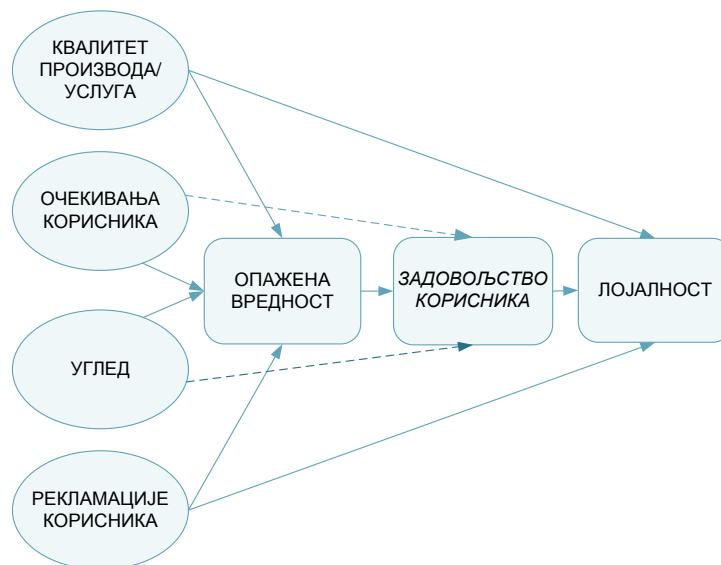 КВАЛИТЕТ
ПРОИЗВОДА/
УСЛУГА
ОЧЕКИВАЊА
КОРИСНИКА
ОПАЖЕНА
ВРЕДНОСТ
ЗАДОВОЉСТВО
КОРИСНИКА
ЛОЈАЛНОСТ
УГЛЕД
РЕКЛАМАЦИЈЕ
КОРИСНИКА